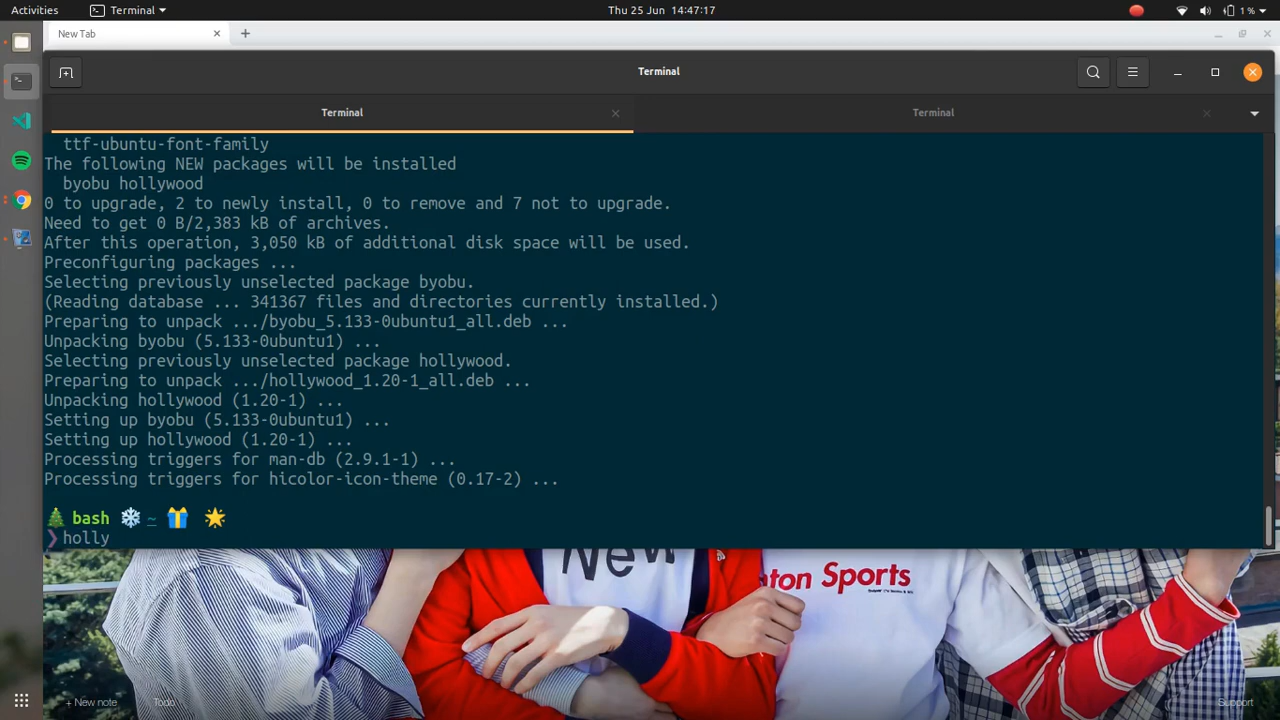 Activities
Terminal
Thu 25 Jun 14:47:17
1 %
New Tab
Terminal
Terminal
Terminal
ttf-ubuntu-font-family
The following NEW packages will be installed
byobu hollywood
0 to upgrade, 2 to newly install, 0 to remove and 7 not to upgrade.
Need to get 0 B/2,383 kB of archives.
After this operation, 3,050 kB of additional disk space will be used.
Preconfiguring packages ...
Selecting previously unselected package byobu.
(Reading database ... 341367 files and directories currently installed.)
Preparing to unpack .../byobu_5.133-0ubuntu1_all.deb ...
Unpacking byobu (5.133-0ubuntu1) ...
Selecting previously unselected package hollywood.
Preparing to unpack .../hollywood_1.20-1_all.deb ...
Unpacking hollywood (1.20-1) ...
Setting up byobu (5.133-0ubuntu1) ...
Setting up hollywood (1.20-1) ...
Processing triggers for man-db (2.9.1-1) ...
Processing triggers for hicolor-icon-theme (0.17-2) ...
🎄 bash ❄️ ~ 🎁 🌟
❯ holly
New
ton Sports
+ New note
Todo
Support